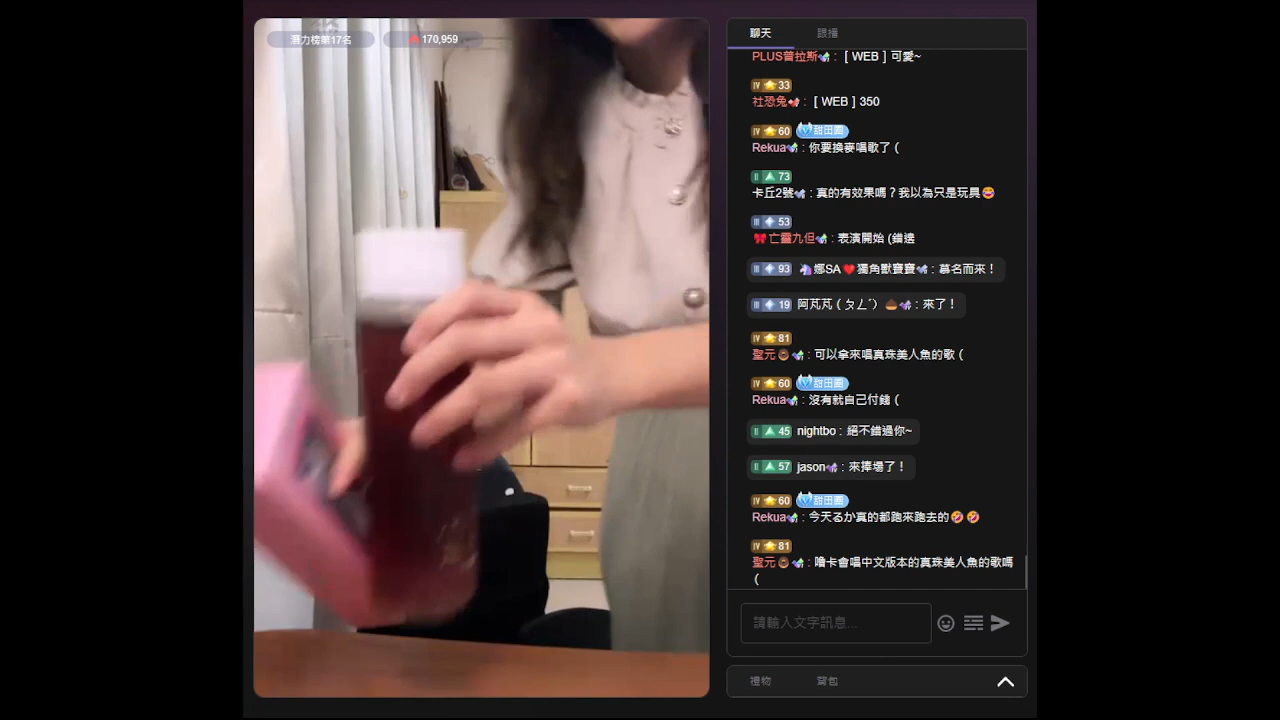 潛力榜第17名
170,959
聊天
跟播
PLUS普拉斯：[ WEB ] 可愛~
IV 33
社恐兔：[ WEB ] 350
IV 60 甜田團
Rekua：你要換麥唱歌了 (
II 73
卡丘2號：真的有效果嗎？我以為只是玩具
III 53
亡靈九但：表演開始 (錯邊
III 93 娜SA獨角獸寶寶：慕名而來！
III 19 阿芃芃 ( ㄆㄥˊ)：來了！
IV 81
聖元：可以拿來唱真珠美人魚的歌 (
IV 60 甜田團
Rekua：沒有就自己付錢 (
II 45 nightbo：絕不錯過你~
II 57 jason：來捧場了！
IV 60 甜田團
Rekua：今天るか真的都跑來跑去的
IV 81
聖元：嚕卡會唱中文版本的真珠美人魚的歌嗎
(
請輸入文字訊息...
禮物
背包